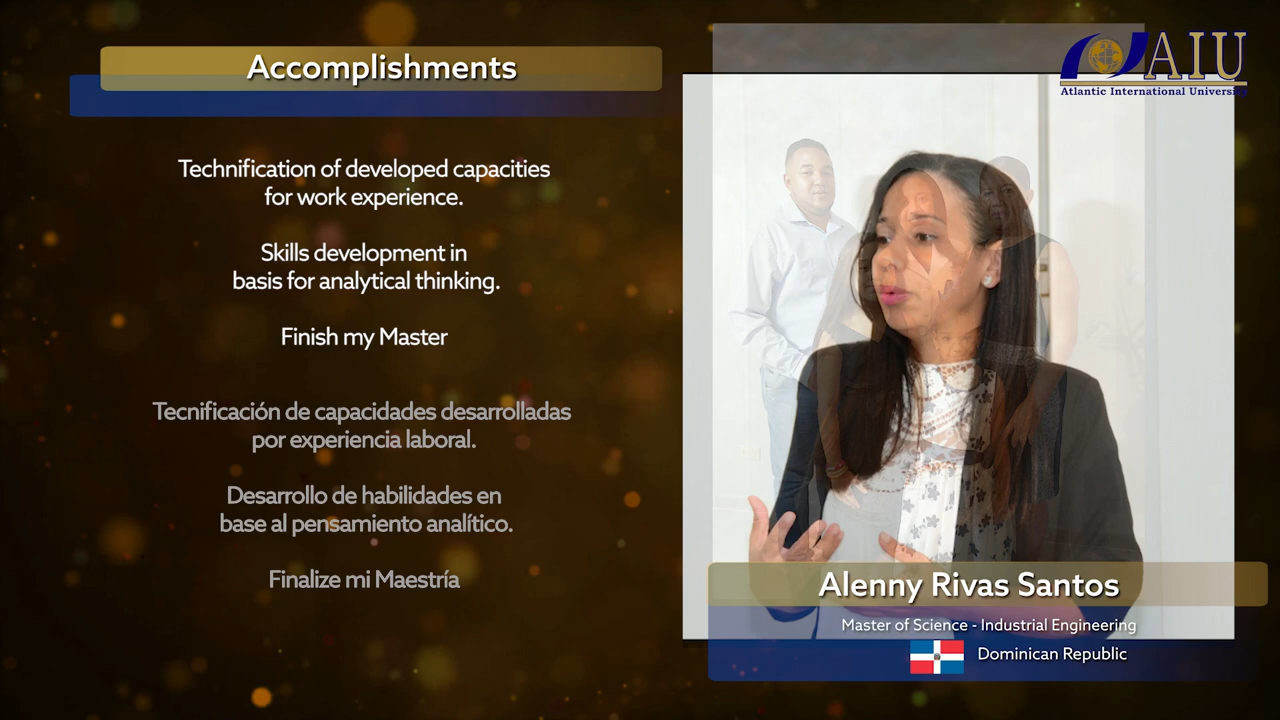 Accomplishments
Technification of developed capacities
for work experience.
Skills development in
basis for analytical thinking.
Finish my Master
Tecnificación de capacidades desarrolladas
por experiencia laboral.
Desarrollo de habilidades en
base al pensamiento analítico.
Finalize mi Maestría
AIU
Atlantic International University
Alenny Rivas Santos
Master of Science - Industrial Engineering
Dominican Republic